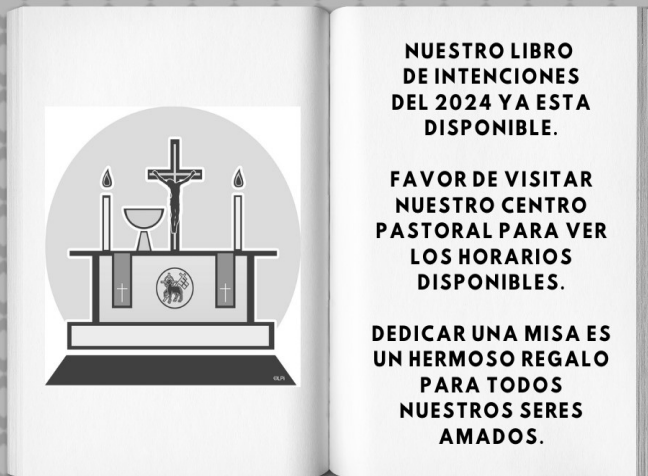 NUESTRO LIBRO
DE INTENCIONES
DEL 2024 YA ESTA
DISPONIBLE.
FAVOR DE VISITAR
NUESTRO CENTRO
PASTORAL PARA VER
LOS HORARIOS
DISPONIBLES.
DEDICAR UNA MISA ES
UN HERMOSO REGALO
PARA TODOS
NUESTROS SERES
AMADOS.